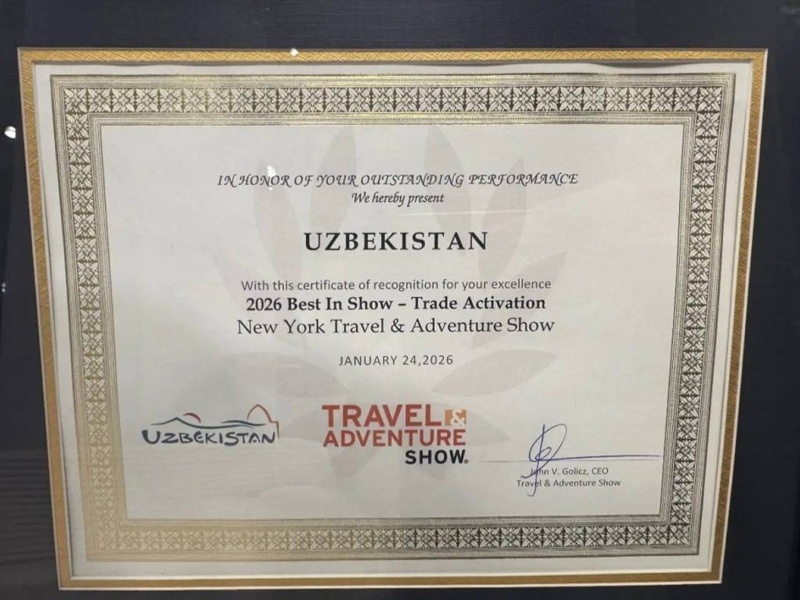 IN HONOR OF YOUR OUTSTANDING PERFORMANCE
We hereby present
UZBEKISTAN
With this certificate of recognition for your excellence
2026 Best In Show – Trade Activation
New York Travel & Adventure Show
JANUARY 24,2026
UZBEKISTAN
TRAVEL &
ADVENTURE
SHOW.
John V. Golicz, CEO
Travel & Adventure Show